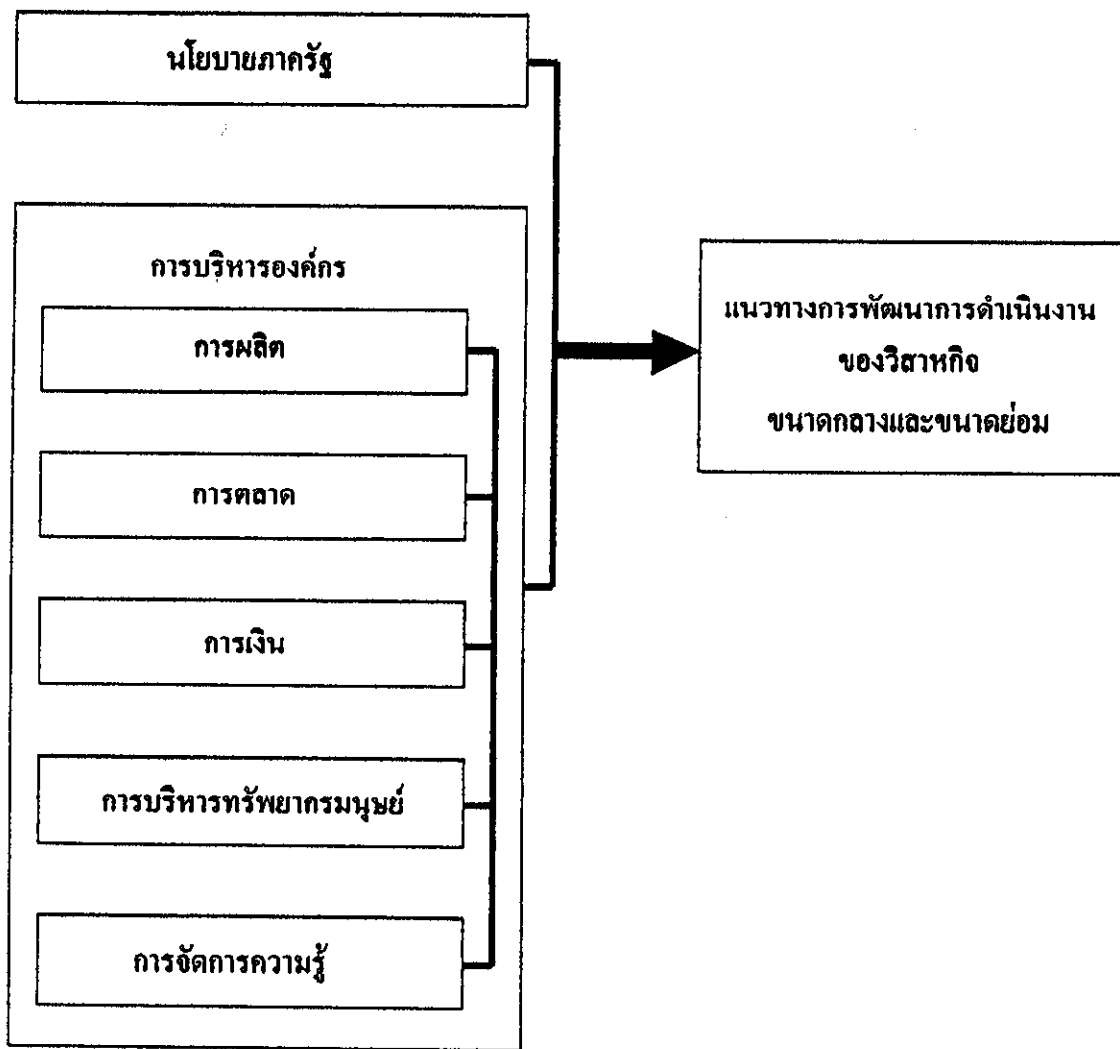 นโยบายภาครัฐ
การบริหารองค์กร
การผลิต
การตลาด
การเงิน
การบริหารทรัพยากรมนุษย์
การจัดการความรู้
แนวทางการพัฒนาการดำเนินงาน
ของวิสาหกิจ
ขนาดกลางและขนาดย่อม